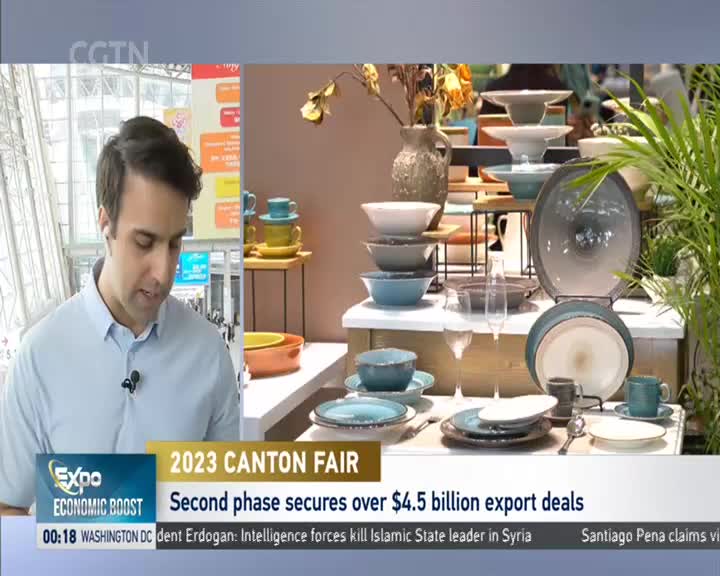 CGTN
2023 CANTON FAIR
Expo
ECONOMIC BOOST
Second phase secures over $4.5 billion export deals
00:18 WASHINGTON DC
dent Erdogan: Intelligence forces kill Islamic State leader in Syria
Santiago Pena claims vi